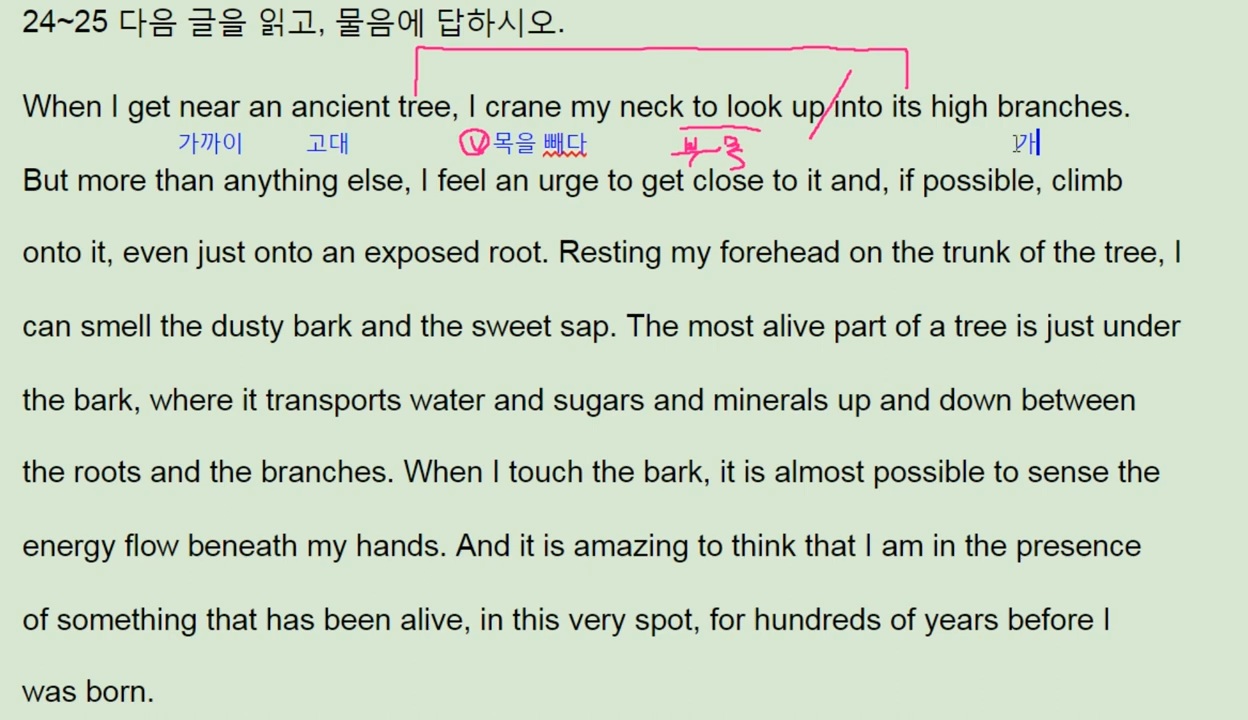 24~25 다음 글을 읽고, 물음에 답하시오.
When I get near an ancient tree, I crane my neck to look up into its high branches.
가까이 고대 V 목을 빼다 부 목 가
But more than anything else, I feel an urge to get close to it and, if possible, climb
onto it, even just onto an exposed root. Resting my forehead on the trunk of the tree, I
can smell the dusty bark and the sweet sap. The most alive part of a tree is just under
the bark, where it transports water and sugars and minerals up and down between
the roots and the branches. When I touch the bark, it is almost possible to sense the
energy flow beneath my hands. And it is amazing to think that I am in the presence
of something that has been alive, in this very spot, for hundreds of years before I
was born.